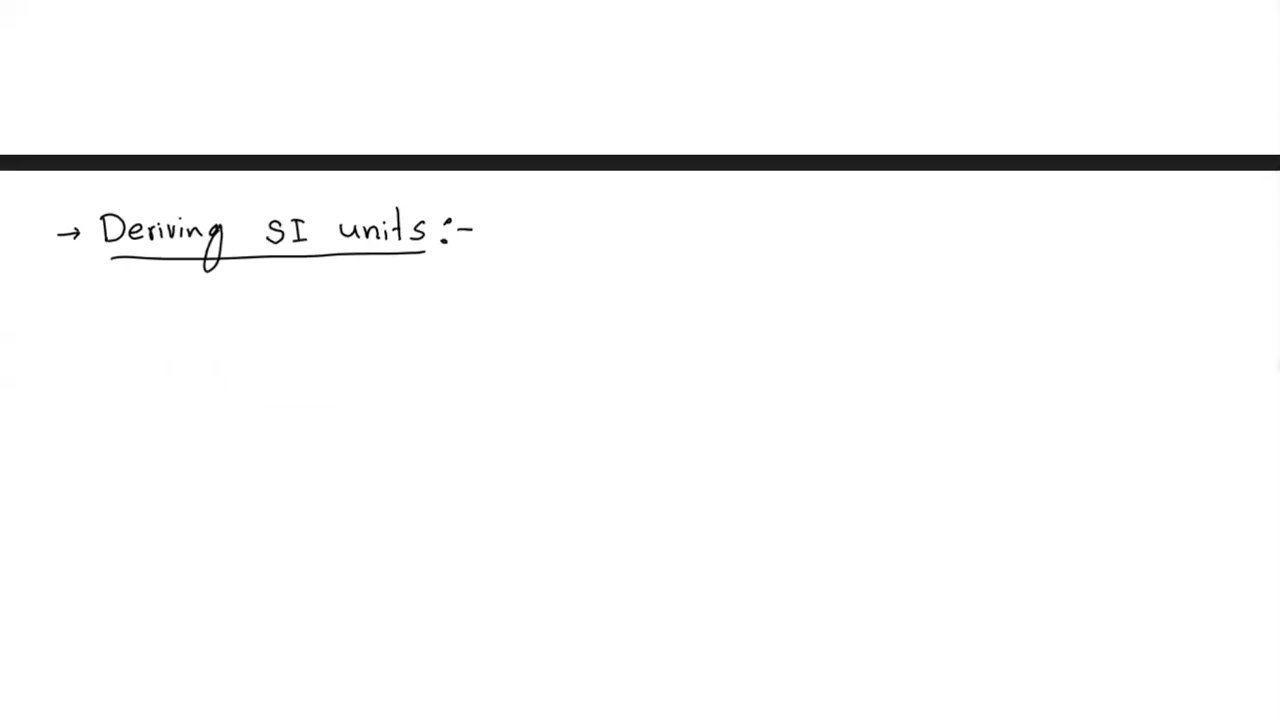 → Deriving SI units :-